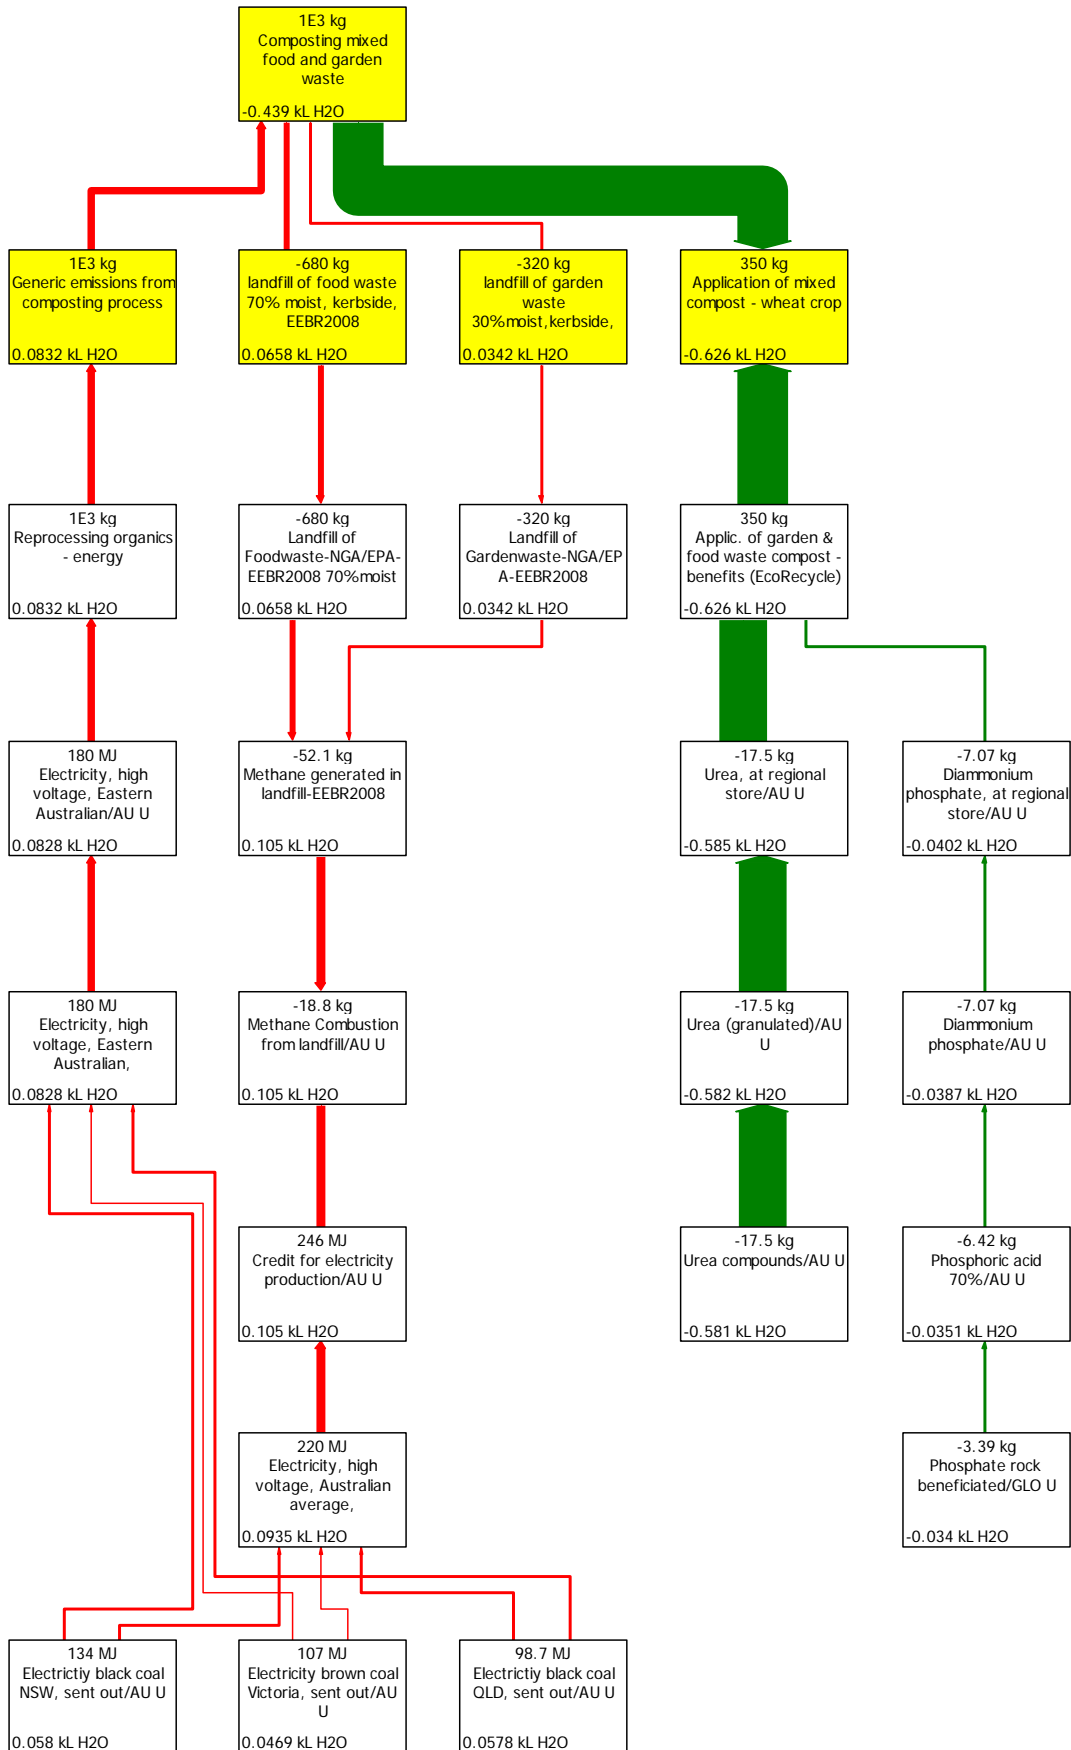 1E3 kg
Composting mixed
food and garden
waste
-0.439 kL H2O
1E3 kg
Generic emissions from
composting process
0.0832 kL H2O
-680 kg
landfill of food waste
70% moist, kerbside,
EEBR2008
0.0658 kL H2O
-320 kg
landfill of garden
waste
30%moist,kerbside,
0.0342 kL H2O
350 kg
Application of mixed
compost - wheat crop
-0.626 kL H2O
1E3 kg
Reprocessing organics
- energy
0.0832 kL H2O
-680 kg
Landfill of
Foodwaste-NGA/EPA-
EEBR2008 70%moist
0.0658 kL H2O
-320 kg
Landfill of
Gardenwaste-NGA/EP
A-EEBR2008
0.0342 kL H2O
350 kg
Applic. of garden &
food waste compost -
benefits (EcoRecycle)
-0.626 kL H2O
180 MJ
Electricity, high
voltage, Eastern
Australian/AU U
0.0828 kL H2O
-52.1 kg
Methane generated in
landfill-EEBR2008
0.105 kL H2O
-17.5 kg
Urea, at regional
store/AU U
-0.585 kL H2O
-7.07 kg
Diammonium
phosphate, at regional
store/AU U
-0.0402 kL H2O
180 MJ
Electricity, high
voltage, Eastern
Australian,
0.0828 kL H2O
-18.8 kg
Methane Combustion
from landfill/AU U
0.105 kL H2O
-17.5 kg
Urea (granulated)/AU
U
-0.582 kL H2O
-7.07 kg
Diammonium
phosphate/AU U
-0.0387 kL H2O
246 MJ
Credit for electricity
production/AU U
0.105 kL H2O
-17.5 kg
Urea compounds/AU U
-0.581 kL H2O
-6.42 kg
Phosphoric acid
70%/AU U
-0.0351 kL H2O
220 MJ
Electricity, high
voltage, Australian
average,
0.0935 kL H2O
-3.39 kg
Phosphate rock
beneficiated/GLO U
-0.034 kL H2O
134 MJ
Electrictiy black coal
NSW, sent out/AU U
0.058 kL H2O
107 MJ
Electricity brown coal
Victoria, sent out/AU
U
0.0469 kL H2O
98.7 MJ
Electrictiy black coal
QLD, sent out/AU U
0.0578 kL H2O